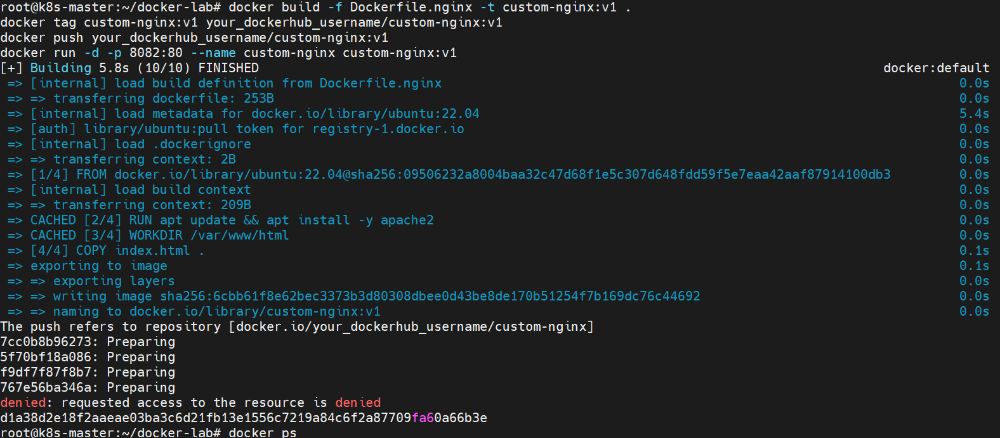 root@k8s-master:~/docker-lab# docker build -f Dockerfile.nginx -t custom-nginx:v1 .
docker tag custom-nginx:v1 your_dockerhub_username/custom-nginx:v1
docker push your_dockerhub_username/custom-nginx:v1
docker run -d -p 8082:80 --name custom-nginx custom-nginx:v1
[+] Building 5.8s (10/10) FINISHED docker:default
=> [internal] load build definition from Dockerfile.nginx 0.0s
=> => transferring dockerfile: 253B 0.0s
=> [internal] load metadata for docker.io/library/ubuntu:22.04 5.4s
=> [auth] library/ubuntu:pull token for registry-1.docker.io 0.0s
=> [internal] load .dockerignore 0.0s
=> => transferring context: 2B 0.0s
=> [1/4] FROM docker.io/library/ubuntu:22.04@sha256:09506232a8004baa32c47d68f1e5c307d648fdd59f5e7eaa42aaf87914100db3 0.0s
=> [internal] load build context 0.0s
=> => transferring context: 209B 0.0s
=> CACHED [2/4] RUN apt update && apt install -y apache2 0.0s
=> CACHED [3/4] WORKDIR /var/www/html 0.0s
=> [4/4] COPY index.html . 0.1s
=> exporting to image 0.1s
=> => exporting layers 0.0s
=> => writing image sha256:6cbb61f8e62bec3373b3d80308dbee0d43be8de170b51254f7b169dc76c44692 0.0s
=> => naming to docker.io/library/custom-nginx:v1 0.0s
The push refers to repository [docker.io/your_dockerhub_username/custom-nginx]
7cc0b8b96273: Preparing
5f70bf18a086: Preparing
f9df7f87f8b7: Preparing
767e56ba346a: Preparing
denied: requested access to the resource is denied
d1a38d2e18f2aaeae03ba3c6d21fb13e1556c7219a84c6f2a87709fa60a66b3e
root@k8s-master:~/docker-lab# docker ps